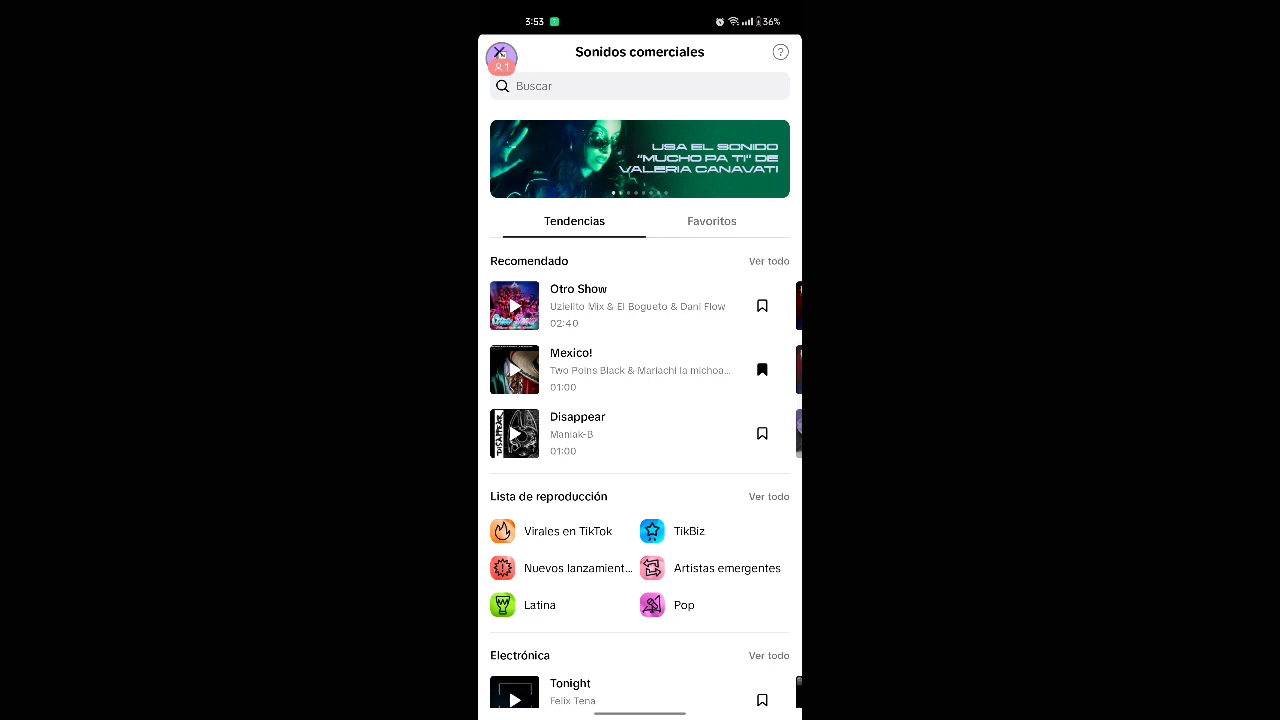 3:53
36%
Sonidos comerciales
?
1
Buscar
USA EL SONIDO
"MUCHO PA TI" DE
VALERIA CANAVATI
Tendencias
Favoritos
Recomendado
Ver todo
Otro Show
Uzielito Mix & El Bogueto & Dani Flow
02:40
Mexico!
Two Poins Black & Mariachi la michoa...
01:00
DISAPPEAR
Disappear
Maniak-B
01:00
Lista de reproducción
Ver todo
Virales en TikTok
TikBiz
Nuevos lanzamient...
Artistas emergentes
Latina
Pop
Electrónica
Ver todo
Tonight
Felix Tena